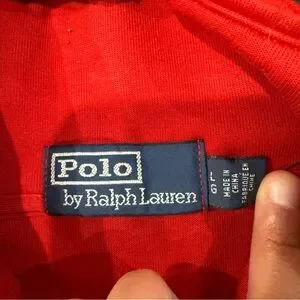 Polo
by Ralph Lauren
MADE IN
CHINA
FABRIQUE EN
CHINE